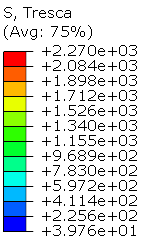 S, Tresca
(Avg: 75%)
+2.270e+03
+2.084e+03
+1.898e+03
+1.712e+03
+1.526e+03
+1.340e+03
+1.155e+03
+9.689e+02
+7.830e+02
+5.972e+02
+4.114e+02
+2.256e+02
+3.976e+01